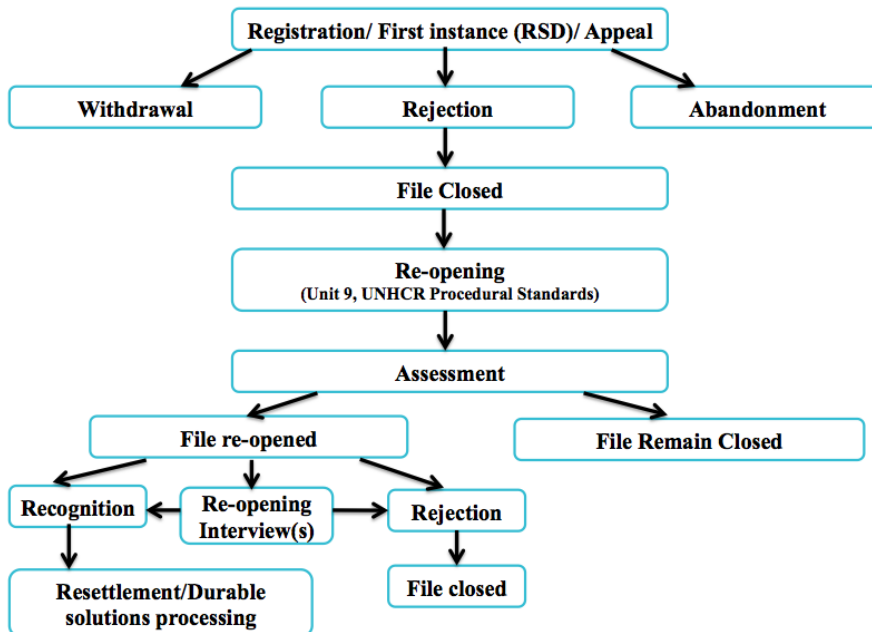 Registration/ First instance (RSD)/ Appeal
Withdrawal
Rejection
Abandonment
File Closed
Re-opening
(Unit 9, UNHCR Procedural Standards)
Assessment
File re-opened
File Remain Closed
Recognition
Re-opening
Interview(s)
Rejection
Resettlement/Durable
solutions processing
File closed